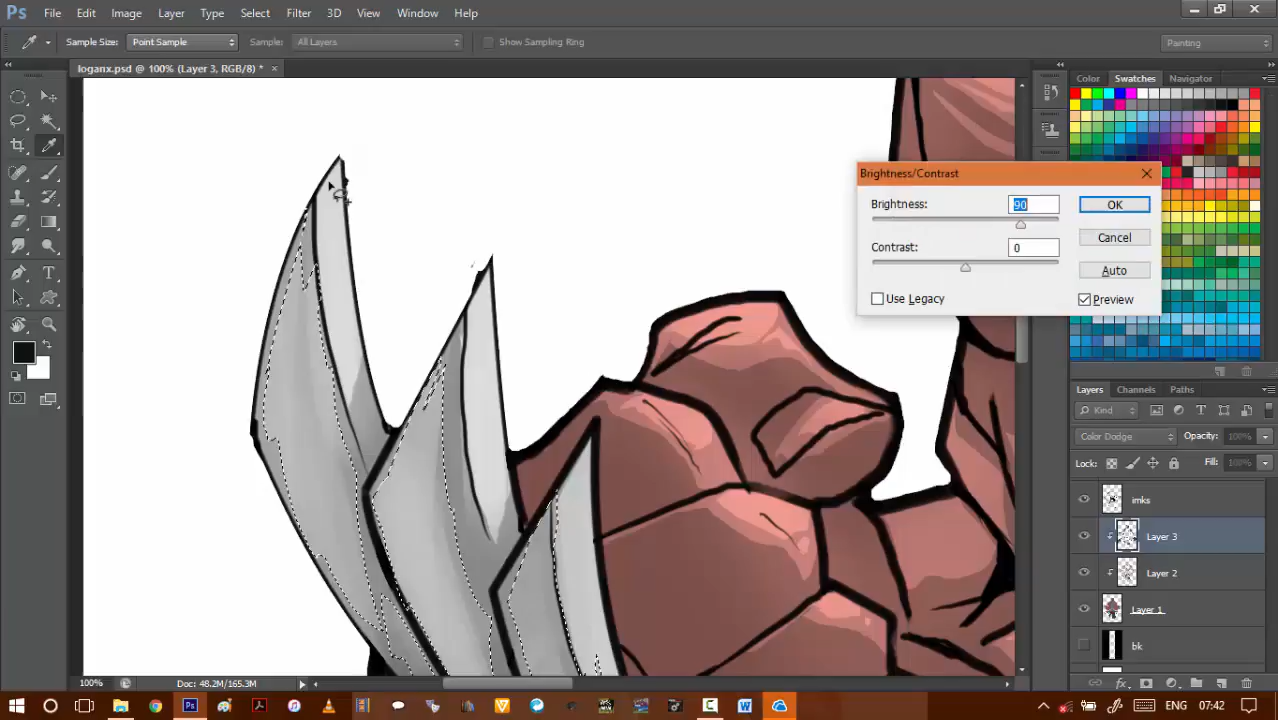 Ps File Edit Image Layer Type Select Filter 3D View Window Help
Sample Size: Point Sample Sample: All Layers Show Sampling Ring Painting
loganx.psd @ 100% (Layer 3, RGB/8) * ×
Color Swatches Navigator
Brightness/Contrast
Brightness: 90 OK
Cancel
Contrast: 0
Auto
Use Legacy Preview
Layers Channels Paths
Kind
Color Dodge Opacity: 100%
Lock: Fill: 100%
imks
Layer 3
Layer 2
Layer 1
bk
100% Doc: 48.2M/165.3M
fx
ENG 07:42